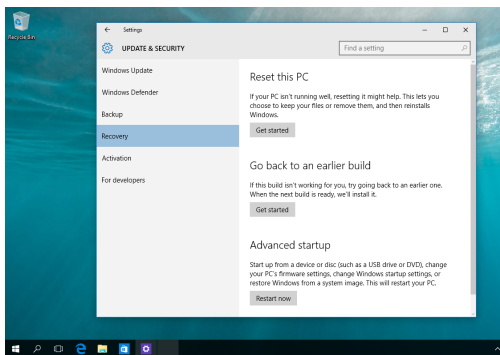 Recycle Bin
Settings
UPDATE & SECURITY
Find a setting
Windows Update
Windows Defender
Backup
Recovery
Activation
For developers
Reset this PC
If your PC isn't running well, resetting it might help. This lets you
choose to keep your files or remove them, and then reinstalls
Windows.
Get started
Go back to an earlier build
If this build isn't working for you, try going back to an earlier one.
When the next build is ready, we'll install it.
Get started
Advanced startup
Start up from a device or disc (such as a USB drive or DVD), change
your PC's firmware settings, change Windows startup settings, or
restore Windows from a system image. This will restart your PC.
Restart now